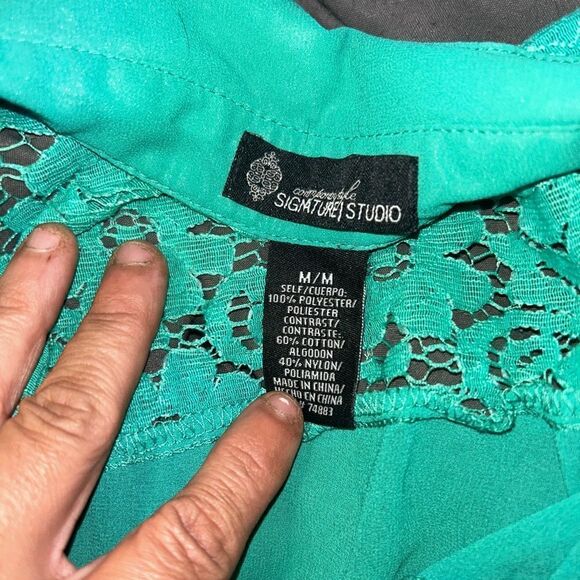 SIGNATURE STUDIO
M/M
SELF/CUERPO:
100% POLYESTER/
POLIESTER
CONTRAST/
CONTRASTE:
60% COTTON/
ALGODON
40% NYLON/
POLIAMIDA
MADE IN CHINA/
HECHO EN CHINA
74883